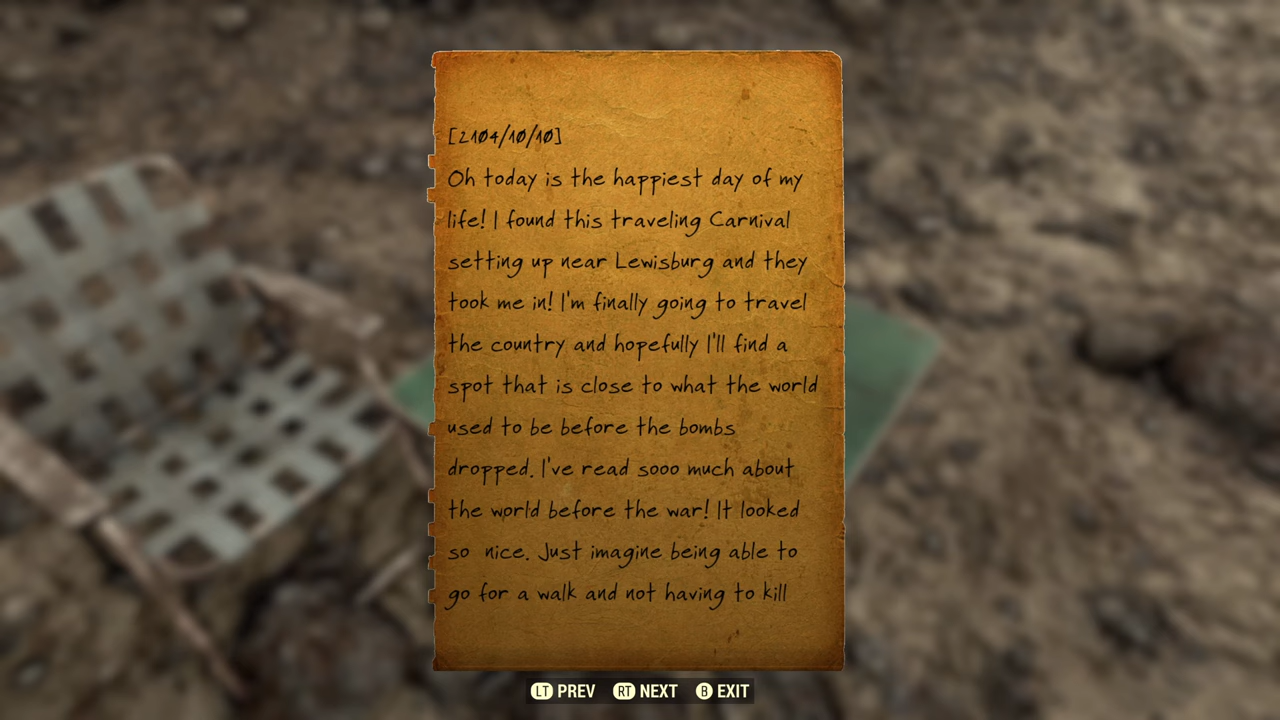 [2104/10/10]
Oh today is the happiest day of my
life! I found this traveling Carnival
setting up near Lewisburg and they
took me in! I'm finally going to travel
the country and hopefully I'll find a
spot that is close to what the world
used to be before the bombs
dropped. I've read sooo much about
the world before the war! It looked
so  nice. Just imagine being able to
go for a walk and not having to kill
LT PREV RT NEXT B EXIT